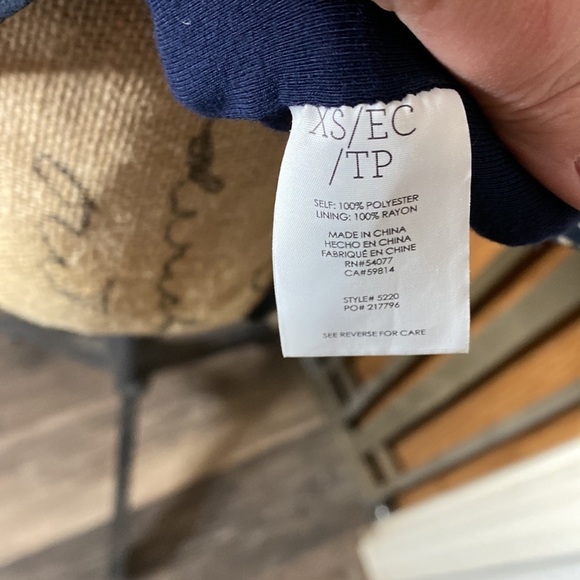 XS/EC
/TP
SELF: 100% POLYESTER
LINING: 100% RAYON
MADE IN CHINA
HECHO EN CHINA
FABRIQUÉ EN CHINE
RN#54077
CA#59814
STYLE# 5220
PO# 217796
SEE REVERSE FOR CARE